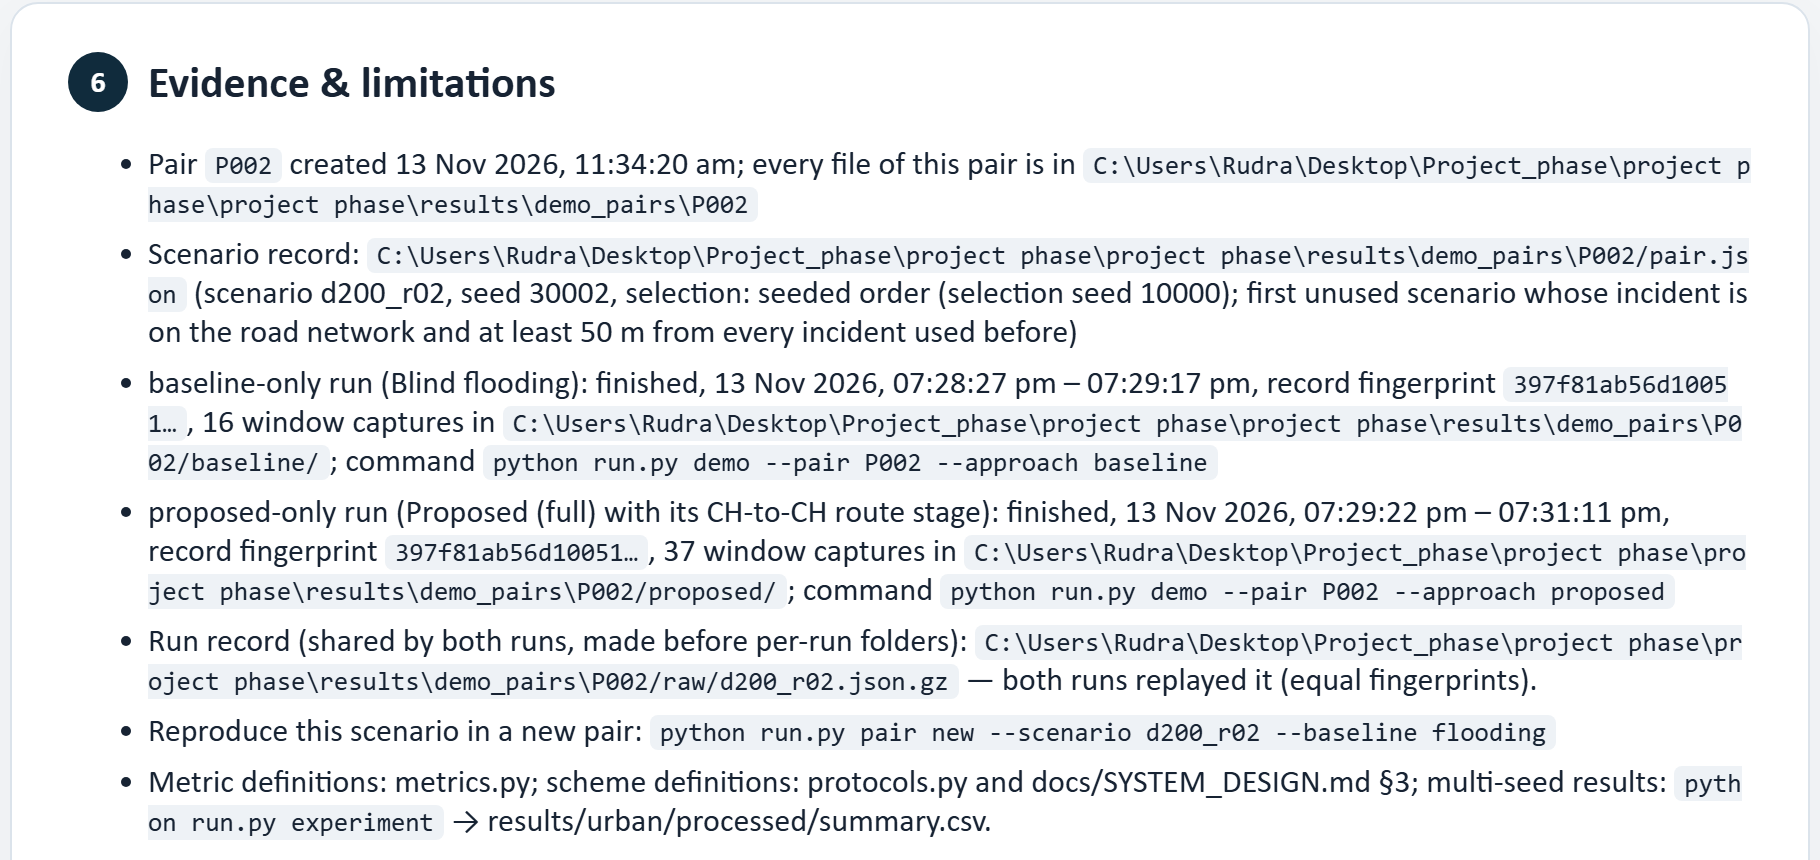 6 Evidence & limitations
• Pair P002 created 13 Nov 2026, 11:34:20 am; every file of this pair is in C:\Users\Rudra\Desktop\Project_phase\project p
hase\project phase\results\demo_pairs\P002
• Scenario record: C:\Users\Rudra\Desktop\Project_phase\project phase\project phase\results\demo_pairs\P002/pair.js
on (scenario d200_r02, seed 30002, selection: seeded order (selection seed 10000); first unused scenario whose incident is
on the road network and at least 50 m from every incident used before)
• baseline-only run (Blind flooding): finished, 13 Nov 2026, 07:28:27 pm – 07:29:17 pm, record fingerprint 397f81ab56d1005
1…, 16 window captures in C:\Users\Rudra\Desktop\Project_phase\project phase\project phase\results\demo_pairs\P0
02/baseline/; command python run.py demo --pair P002 --approach baseline
• proposed-only run (Proposed (full) with its CH-to-CH route stage): finished, 13 Nov 2026, 07:29:22 pm – 07:31:11 pm,
record fingerprint 397f81ab56d10051…, 37 window captures in C:\Users\Rudra\Desktop\Project_phase\project phase\pro
ject phase\results\demo_pairs\P002/proposed/; command python run.py demo --pair P002 --approach proposed
• Run record (shared by both runs, made before per-run folders): C:\Users\Rudra\Desktop\Project_phase\project phase\pr
oject phase\results\demo_pairs\P002/raw/d200_r02.json.gz — both runs replayed it (equal fingerprints).
• Reproduce this scenario in a new pair: python run.py pair new --scenario d200_r02 --baseline flooding
• Metric definitions: metrics.py; scheme definitions: protocols.py and docs/SYSTEM_DESIGN.md §3; multi-seed results: pyth
on run.py experiment → results/urban/processed/summary.csv.